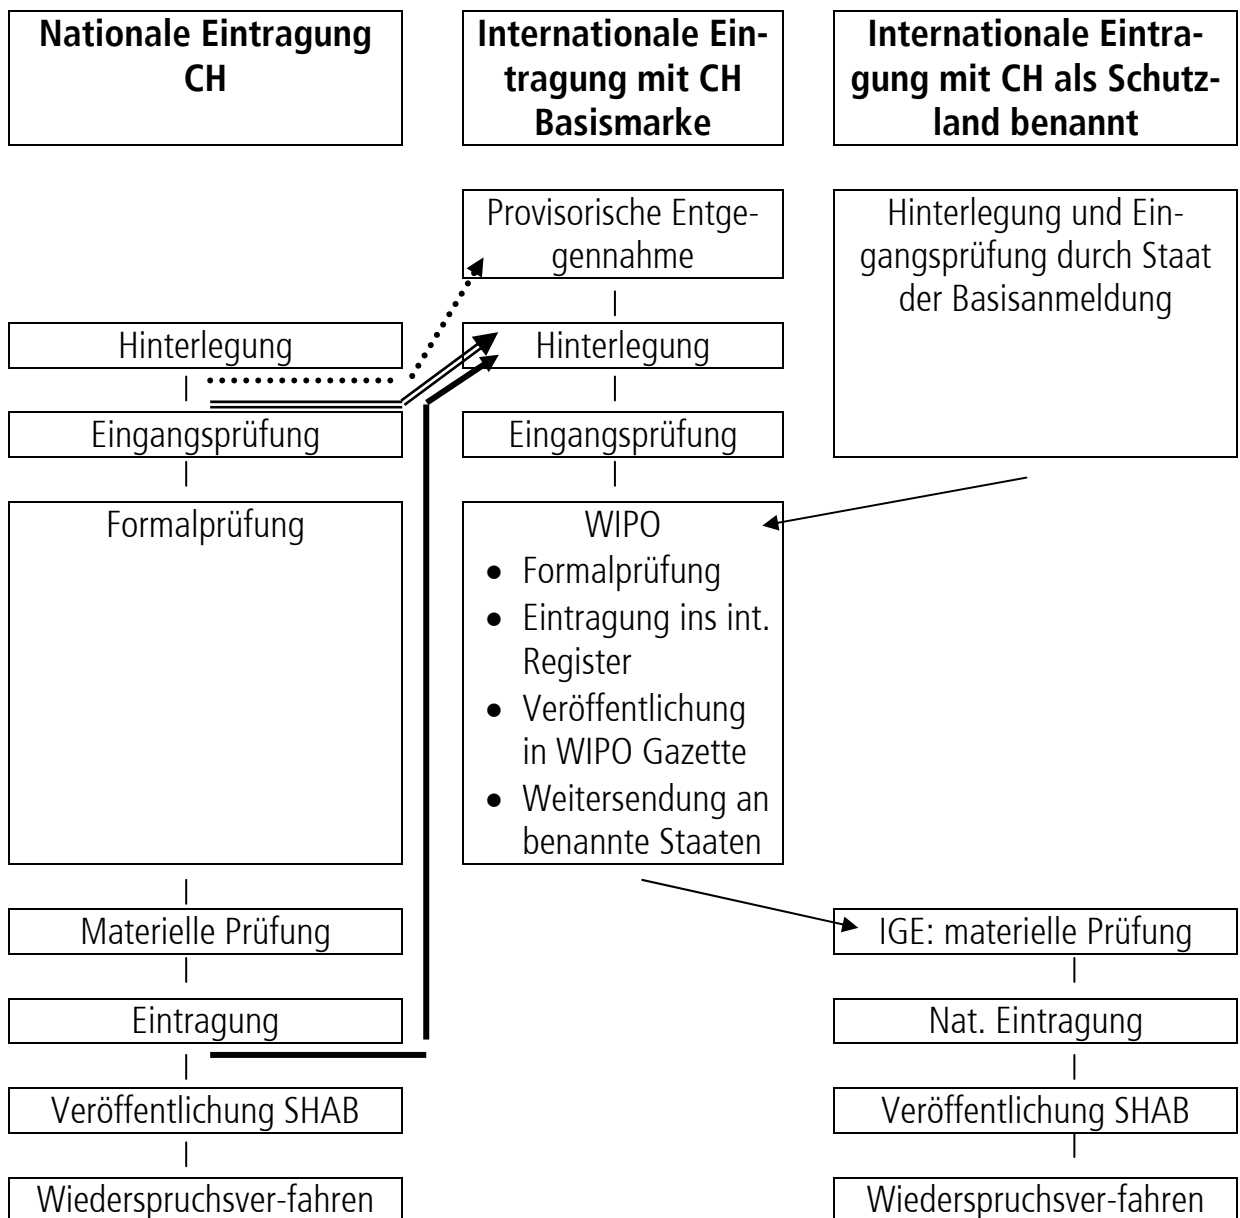 Nationale Eintragung
CH
Internationale Ein-
tragung mit CH
Basismarke
Internationale Eintra-
gung mit CH als Schutz-
land benannt
Provisorische Entge-
gennahme
Hinterlegung und Ein-
gangsprüfung durch Staat
der Basisanmeldung
Hinterlegung
Hinterlegung
Eingangsprüfung
Eingangsprüfung
Formalprüfung
WIPO
• Formalprüfung
• Eintragung ins int.
Register
• Veröffentlichung
in WIPO Gazette
• Weitersendung an
benannte Staaten
Materielle Prüfung
IGE: materielle Prüfung
Eintragung
Nat. Eintragung
Veröffentlichung SHAB
Veröffentlichung SHAB
Wiederspruchsver-fahren
Wiederspruchsver-fahren